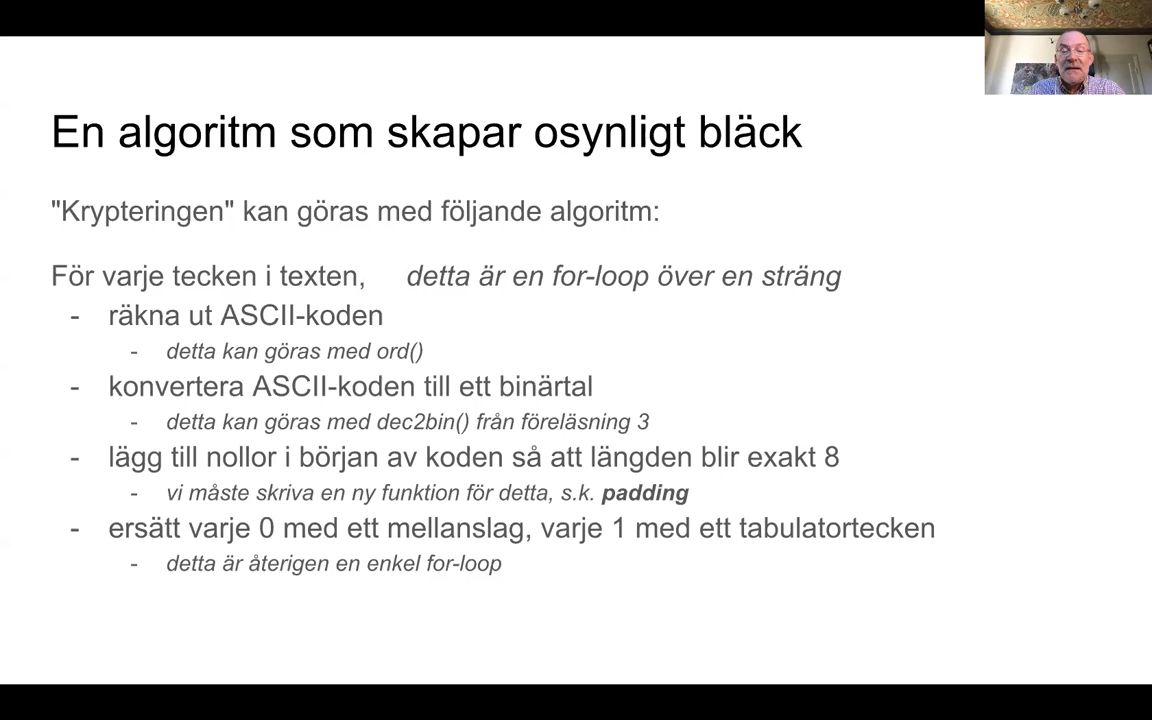 En algoritm som skapar osynligt bläck
"Krypteringen" kan göras med följande algoritm:
För varje tecken i texten, detta är en for-loop över en sträng
- räkna ut ASCII-koden
- detta kan göras med ord()
- konvertera ASCII-koden till ett binärtal
- detta kan göras med dec2bin() från föreläsning 3
- lägg till nollor i början av koden så att längden blir exakt 8
- vi måste skriva en ny funktion för detta, s.k. padding
- ersätt varje 0 med ett mellanslag, varje 1 med ett tabulatortecken
- detta är återigen en enkel for-loop